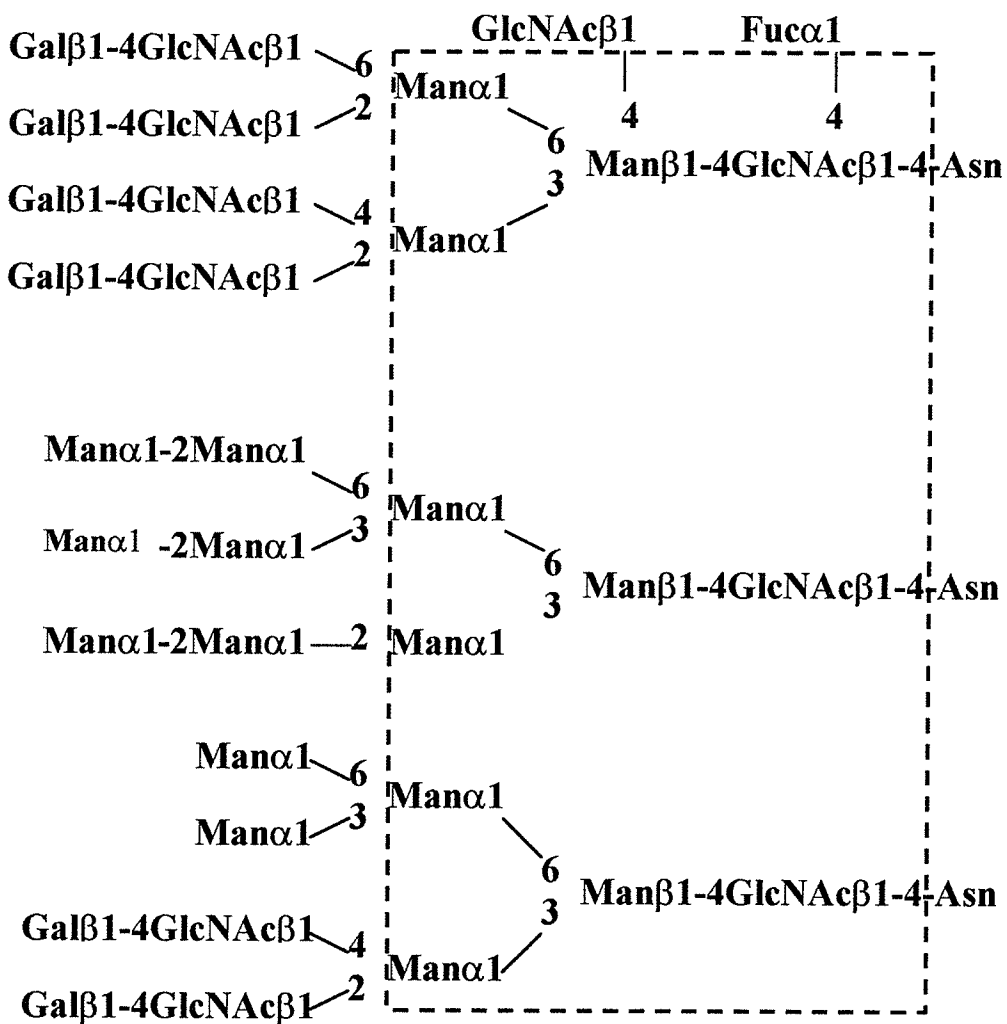 GlcNAcβ1 Fucα1
Galβ1-4GlcNAcβ1 6
Manα1
Galβ1-4GlcNAcβ1 2 4 4
6
Manβ1-4GlcNAcβ1-4-Asn
3
Galβ1-4GlcNAcβ1 4
Manα1
Galβ1-4GlcNAcβ1 2
Manα1-2Manα1
6
Manα1
Manα1 -2Manα1 3
6
Manβ1-4GlcNAcβ1-4-Asn
3
Manα1-2Manα1 2 Manα1
Manα1 6
Manα1
Manα1 3
6
Manβ1-4GlcNAcβ1-4-Asn
3
Galβ1-4GlcNAcβ1 4
Manα1
Galβ1-4GlcNAcβ1 2